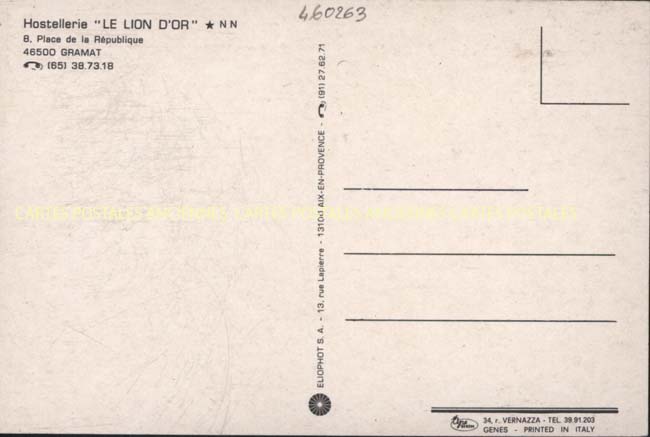 460263
Hostellerie "LE LION D'OR" ★ N N
8, Place de la République
46500 GRAMAT
(65) 38.73.18
ELIOPHOT S. A. - 13, rue Lapierre - 13100 AIX-EN-PROVENCE - (91) 27.62.71
CARTES POSTALES ANCIENNES CARTES POSTALES ANCIENNES CARTES POSTALES
34, r. VERNAZZA - TEL. 39.91.203
GENES - PRINTED IN ITALY